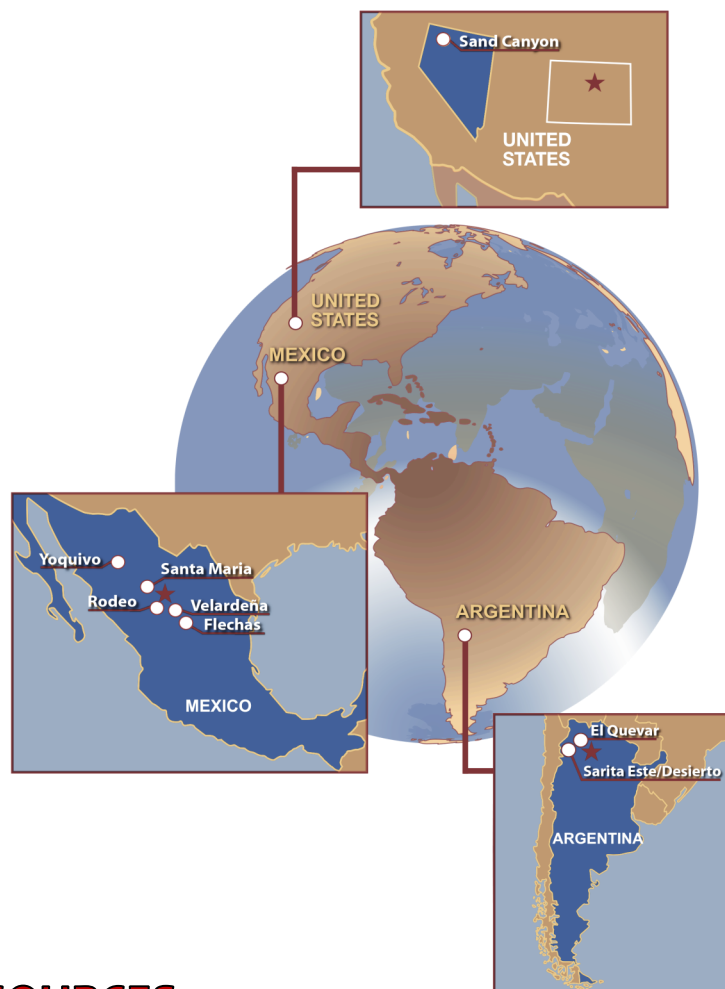 Sand Canyon
UNITED
STATES
UNITED
STATES
MEXICO
Yoquivo
Santa Maria
Rodeo
Velardeña
Flechas
MEXICO
ARGENTINA
El Quevar
Sarita Este/Desierto
ARGENTINA